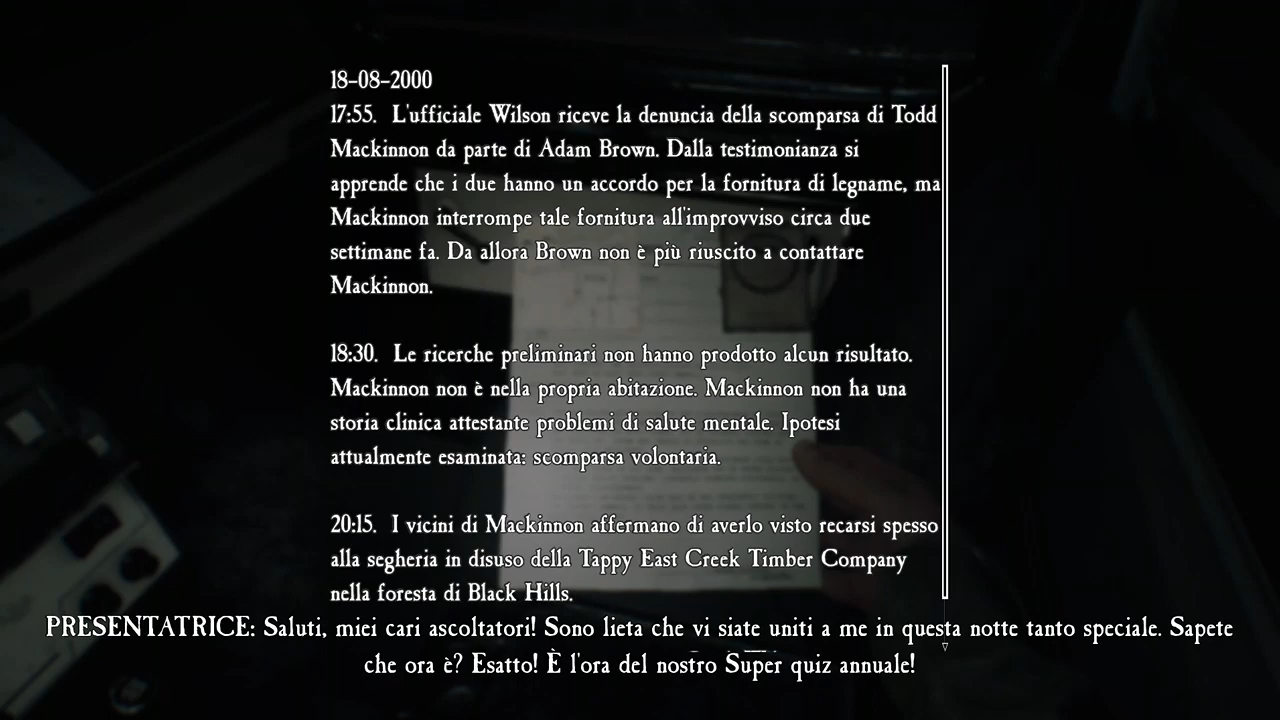 18-08-2000
17:55. L'ufficiale Wilson riceve la denuncia della scomparsa di Todd
Mackinnon da parte di Adam Brown. Dalla testimonianza si
apprende che i due hanno un accordo per la fornitura di legname, ma
Mackinnon interrompe tale fornitura all'improvviso circa due
settimane fa. Da allora Brown non è più riuscito a contattare
Mackinnon.
18:30. Le ricerche preliminari non hanno prodotto alcun risultato.
Mackinnon non è nella propria abitazione. Mackinnon non ha una
storia clinica attestante problemi di salute mentale. Ipotesi
attualmente esaminata: scomparsa volontaria.
20:15. I vicini di Mackinnon affermano di averlo visto recarsi spesso
alla segheria in disuso della Tappy East Creek Timber Company
nella foresta di Black Hills.
PRESENTATRICE: Saluti, miei cari ascoltatori! Sono lieta che vi siate uniti a me in questa notte tanto speciale. Sapete
che ora è? Esatto! È l'ora del nostro Super quiz annuale!